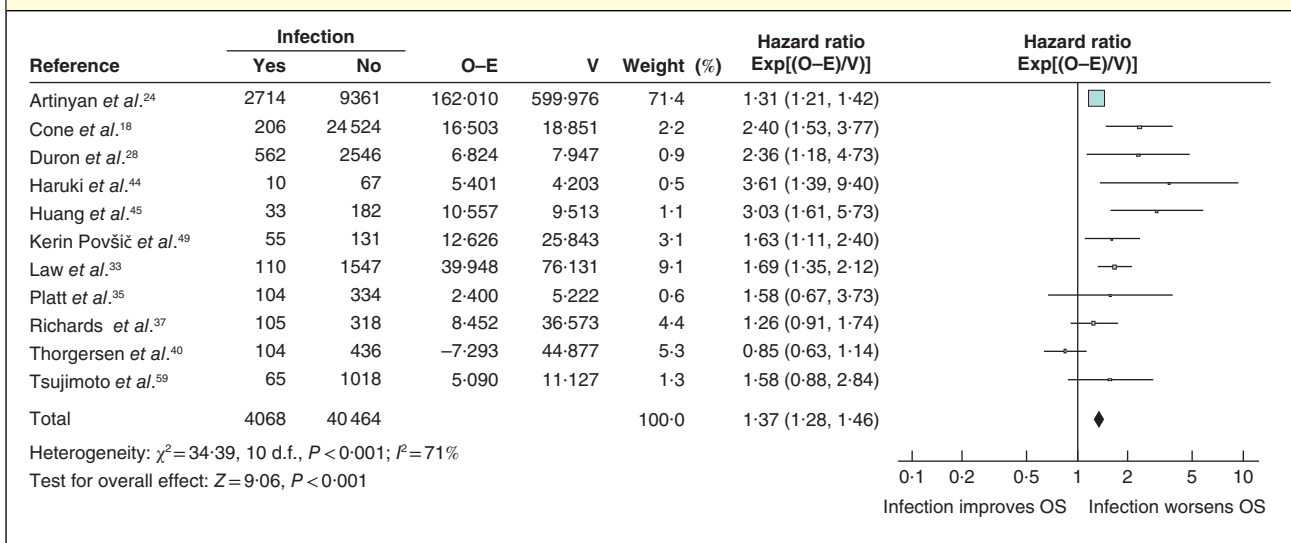 Infection
Hazard ratio
Hazard ratio
Reference Yes No O–E V Weight (%) Exp[(O–E)/V)] Exp[(O–E)/V)]
Artinyan et al.²⁴ 2714 9361 162·010 599·976 71·4 1·31 (1·21, 1·42)
Cone et al.¹⁸ 206 24 524 16·503 18·851 2·2 2·40 (1·53, 3·77)
Duron et al.²⁸ 562 2546 6·824 7·947 0·9 2·36 (1·18, 4·73)
Haruki et al.⁴⁴ 10 67 5·401 4·203 0·5 3·61 (1·39, 9·40)
Huang et al.⁴⁵ 33 182 10·557 9·513 1·1 3·03 (1·61, 5·73)
Kerin Povšič et al.⁴⁹ 55 131 12·626 25·843 3·1 1·63 (1·11, 2·40)
Law et al.³³ 110 1547 39·948 76·131 9·1 1·69 (1·35, 2·12)
Platt et al.³⁵ 104 334 2·400 5·222 0·6 1·58 (0·67, 3·73)
Richards et al.³⁷ 105 318 8·452 36·573 4·4 1·26 (0·91, 1·74)
Thorgersen et al.⁴⁰ 104 436 –7·293 44·877 5·3 0·85 (0·63, 1·14)
Tsujimoto et al.⁵⁹ 65 1018 5·090 11·127 1·3 1·58 (0·88, 2·84)
Total 4068 40 464 100·0 1·37 (1·28, 1·46)
Heterogeneity: χ² = 34·39, 10 d.f., P < 0·001; I² = 71%
Test for overall effect: Z = 9·06, P < 0·001
0·1 0·2 0·5 1 2 5 10
Infection improves OS Infection worsens OS